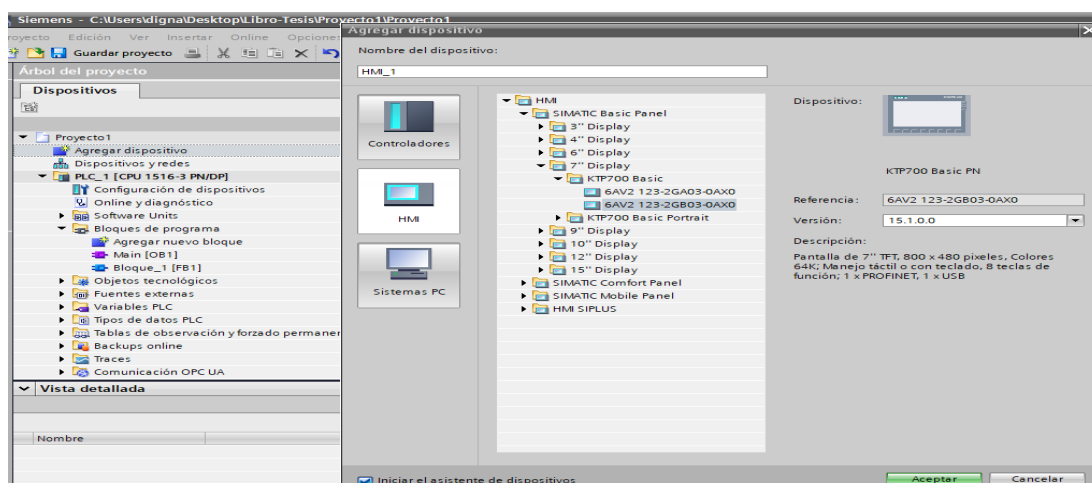 Siemens - C:\Users\digna\Desktop\Libro-Tesis\Proyecto1\Proyecto1
royecto Edición Ver Insertar Online Opciones
Guardar proyecto
Árbol del proyecto
Dispositivos
Proyecto1
Agregar dispositivo
Dispositivos y redes
PLC_1 [CPU 1516-3 PN/DP]
Configuración de dispositivos
Online y diagnóstico
Software Units
Bloques de programa
Agregar nuevo bloque
Main [OB1]
Bloque_1 [FB1]
Objetos tecnológicos
Fuentes externas
Variables PLC
Tipos de datos PLC
Tablas de observación y forzado permaner
Backups online
Traces
Comunicación OPC UA
Vista detallada
Nombre
Agregar dispositivo
Nombre del dispositivo:
HMI_1
Controladores
HMI
Sistemas PC
HMI
SIMATIC Basic Panel
3" Display
4" Display
6" Display
7" Display
KTP700 Basic
6AV2 123-2GA03-0AX0
6AV2 123-2GB03-0AX0
KTP700 Basic Portrait
9" Display
10" Display
12" Display
15" Display
SIMATIC Comfort Panel
SIMATIC Mobile Panel
HMI SIPLUS
Dispositivo:
KTP700 Basic PN
Referencia: 6AV2 123-2GB03-0AX0
Versión: 15.1.0.0
Descripción:
Pantalla de 7" TFT, 800 x 480 píxeles, Colores
64K; Manejo táctil o con teclado, 8 teclas de
función; 1 x PROFINET, 1 x USB
Iniciar el asistente de dispositivos
Aceptar Cancelar